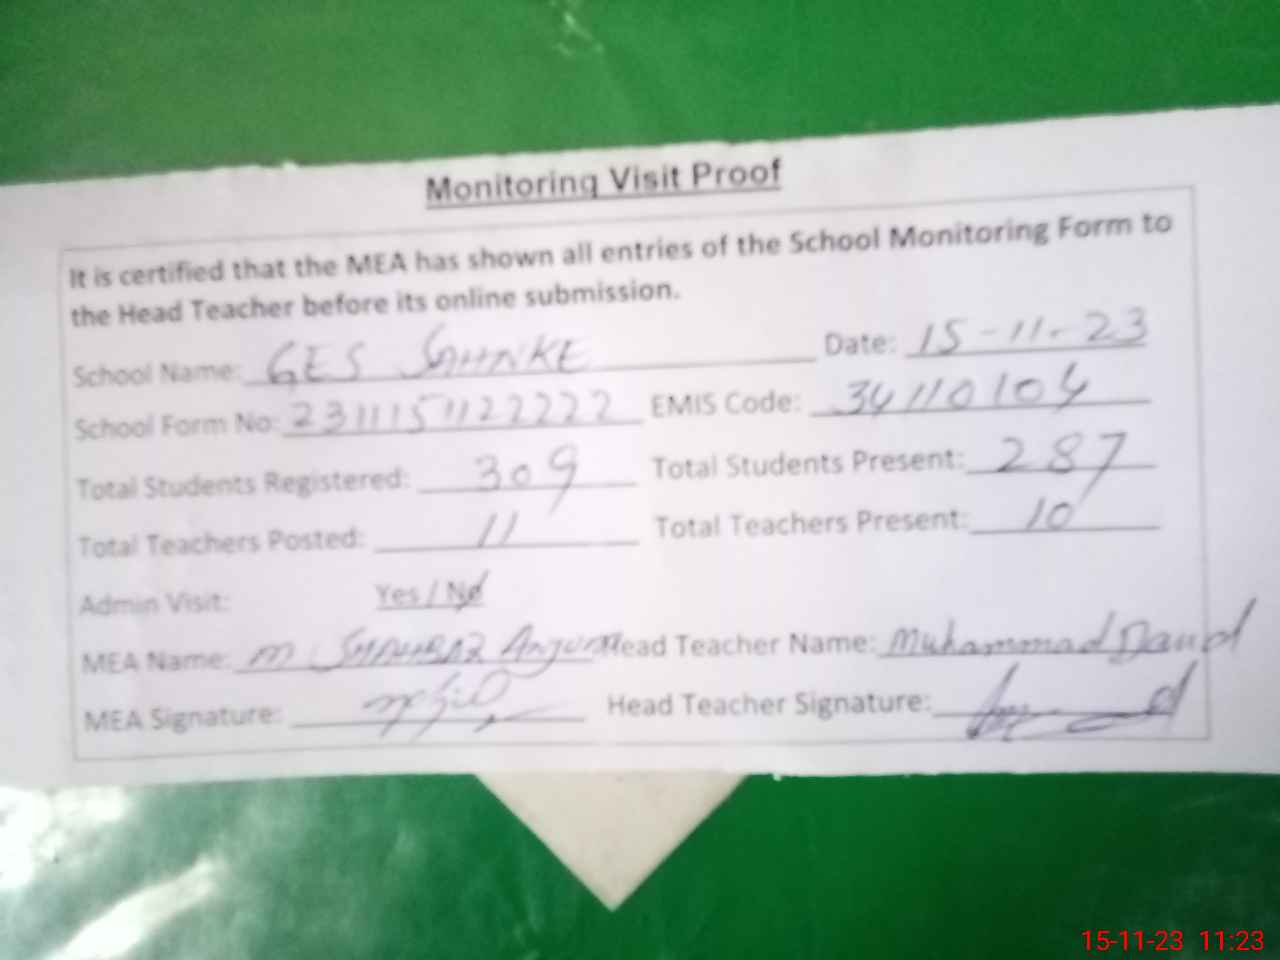 Monitoring Visit Proof
It is certified that the MEA has shown all entries of the School Monitoring Form to
the Head Teacher before its online submission.
School Name: GES SAHNKE Date: 15-11-23
School Form No: 2311151122222 EMIS Code: 34110104
Total Students Registered: 309 Total Students Present: 287
Total Teachers Posted: 11 Total Teachers Present: 10
Admin Visit: Yes / No
MEA Name: M Anjum Head Teacher Name: Muhammad Daud
MEA Signature: Head Teacher Signature:
15-11-23 11:23